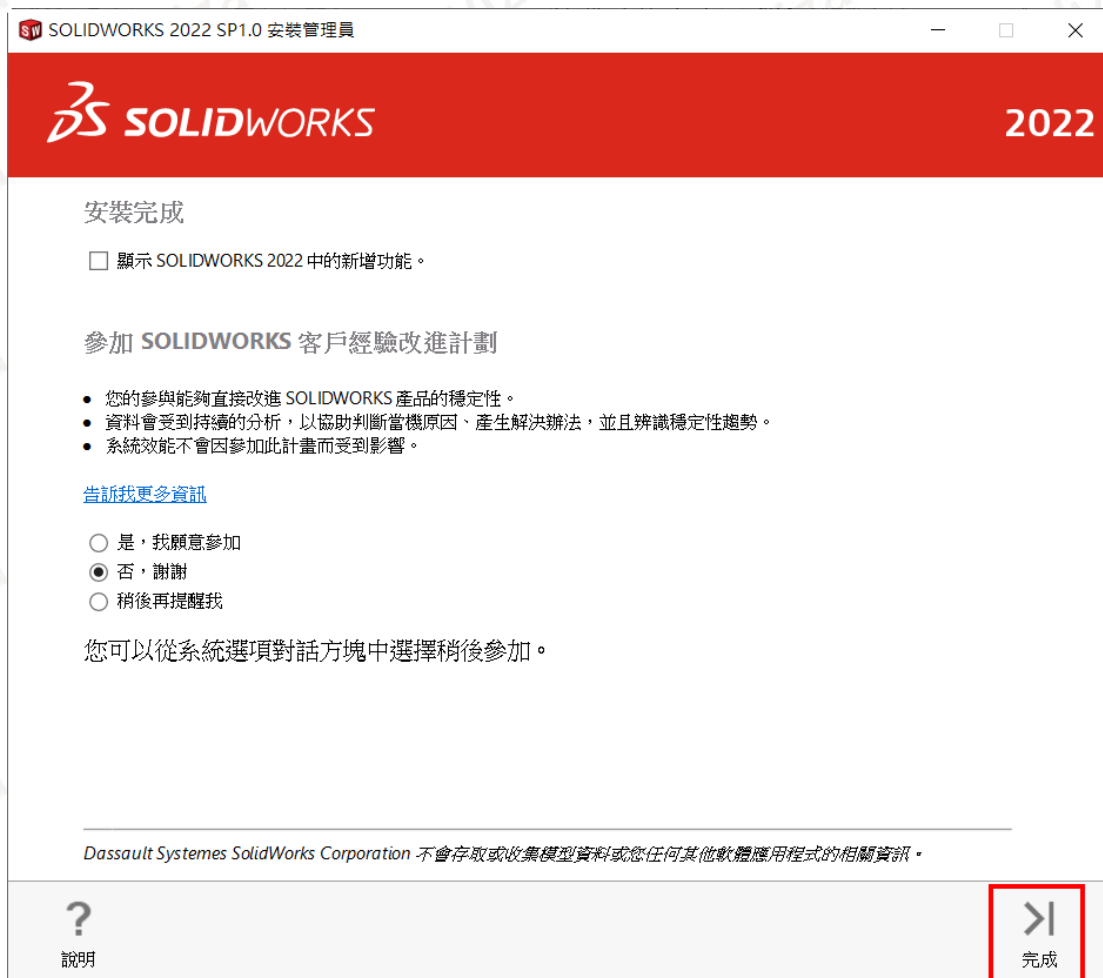 SOLIDWORKS 2022 SP1.0 安裝管理員
SOLIDWORKS 2022
安裝完成
顯示 SOLIDWORKS 2022 中的新增功能。
參加 SOLIDWORKS 客戶經驗改進計劃
• 您的參與能夠直接改進 SOLIDWORKS 產品的穩定性。
• 資料會受到持續的分析，以協助判斷當機原因、產生解決辦法，並且辨識穩定性趨勢。
• 系統效能不會因參加此計畫而受到影響。
告訴我更多資訊
是，我願意參加
否，謝謝
稍後再提醒我
您可以從系統選項對話方塊中選擇稍後參加。
Dassault Systemes SolidWorks Corporation 不會存取或收集模型資料或您任何其他軟體應用程式的相關資訊。
?
說明
完成